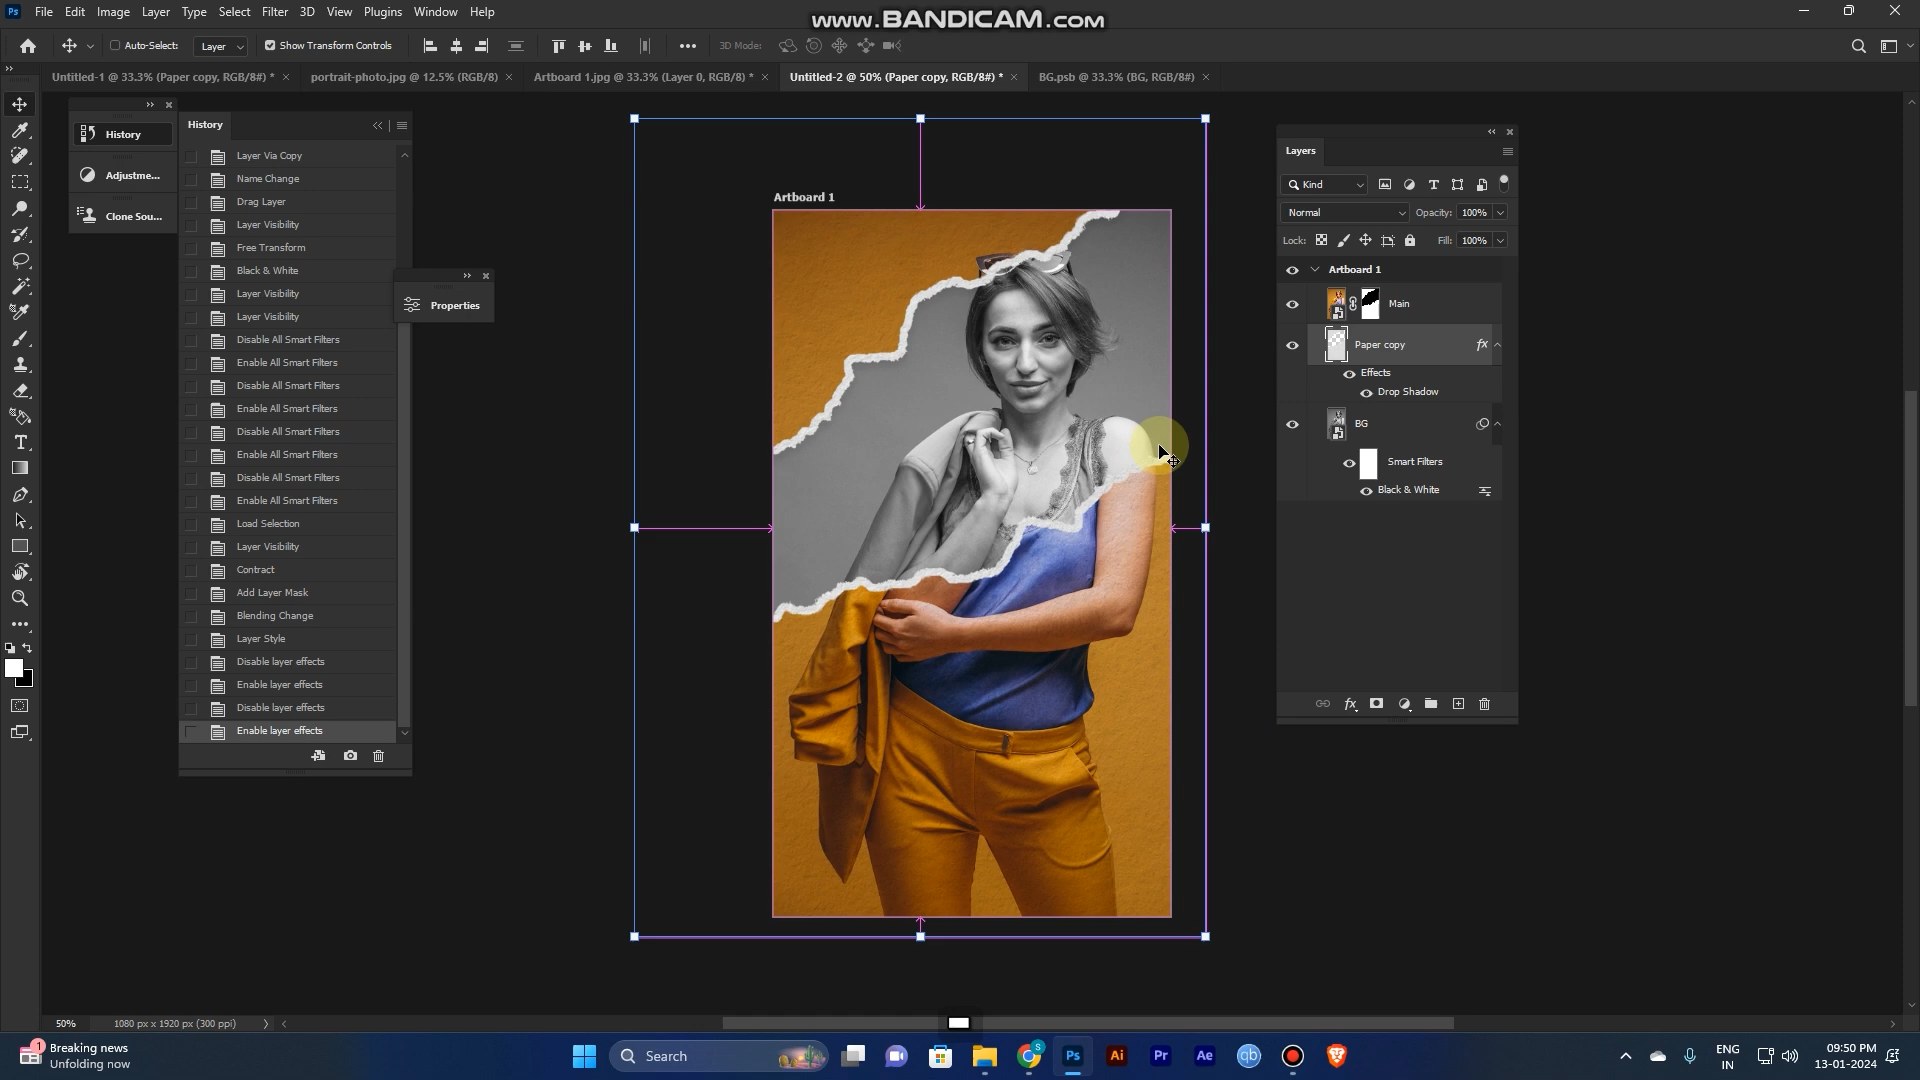 Ps File Edit Image Layer Type Select Filter 3D View Plugins Window Help
WWW.BANDICAM.COM
Auto-Select: Layer Show Transform Controls 3D Mode:
Untitled-1 @ 33.3% (Paper copy, RGB/8#) *
portrait-photo.jpg @ 12.5% (RGB/8)
Artboard 1.jpg @ 33.3% (Layer 0, RGB/8) *
Untitled-2 @ 50% (Paper copy, RGB/8#) *
BG.psb @ 33.3% (BG, RGB/8#)
History
Adjustme...
Clone Sou...
History
Layer Via Copy
Name Change
Drag Layer
Layer Visibility
Free Transform
Black & White
Layer Visibility
Layer Visibility
Disable All Smart Filters
Enable All Smart Filters
Disable All Smart Filters
Enable All Smart Filters
Disable All Smart Filters
Enable All Smart Filters
Disable All Smart Filters
Enable All Smart Filters
Load Selection
Layer Visibility
Contract
Add Layer Mask
Blending Change
Layer Style
Disable layer effects
Enable layer effects
Disable layer effects
Enable layer effects
Properties
Artboard 1
Layers
Kind
Normal Opacity: 100%
Lock: Fill: 100%
Artboard 1
Main
Paper copy fx
Effects
Drop Shadow
BG
Smart Filters
Black & White
fx
50% 1080 px x 1920 px (300 ppi)
1
Breaking news
Unfolding now
Search
S
Ps Ai Pr Ae qb
ENG
IN
09:50 PM
13-01-2024